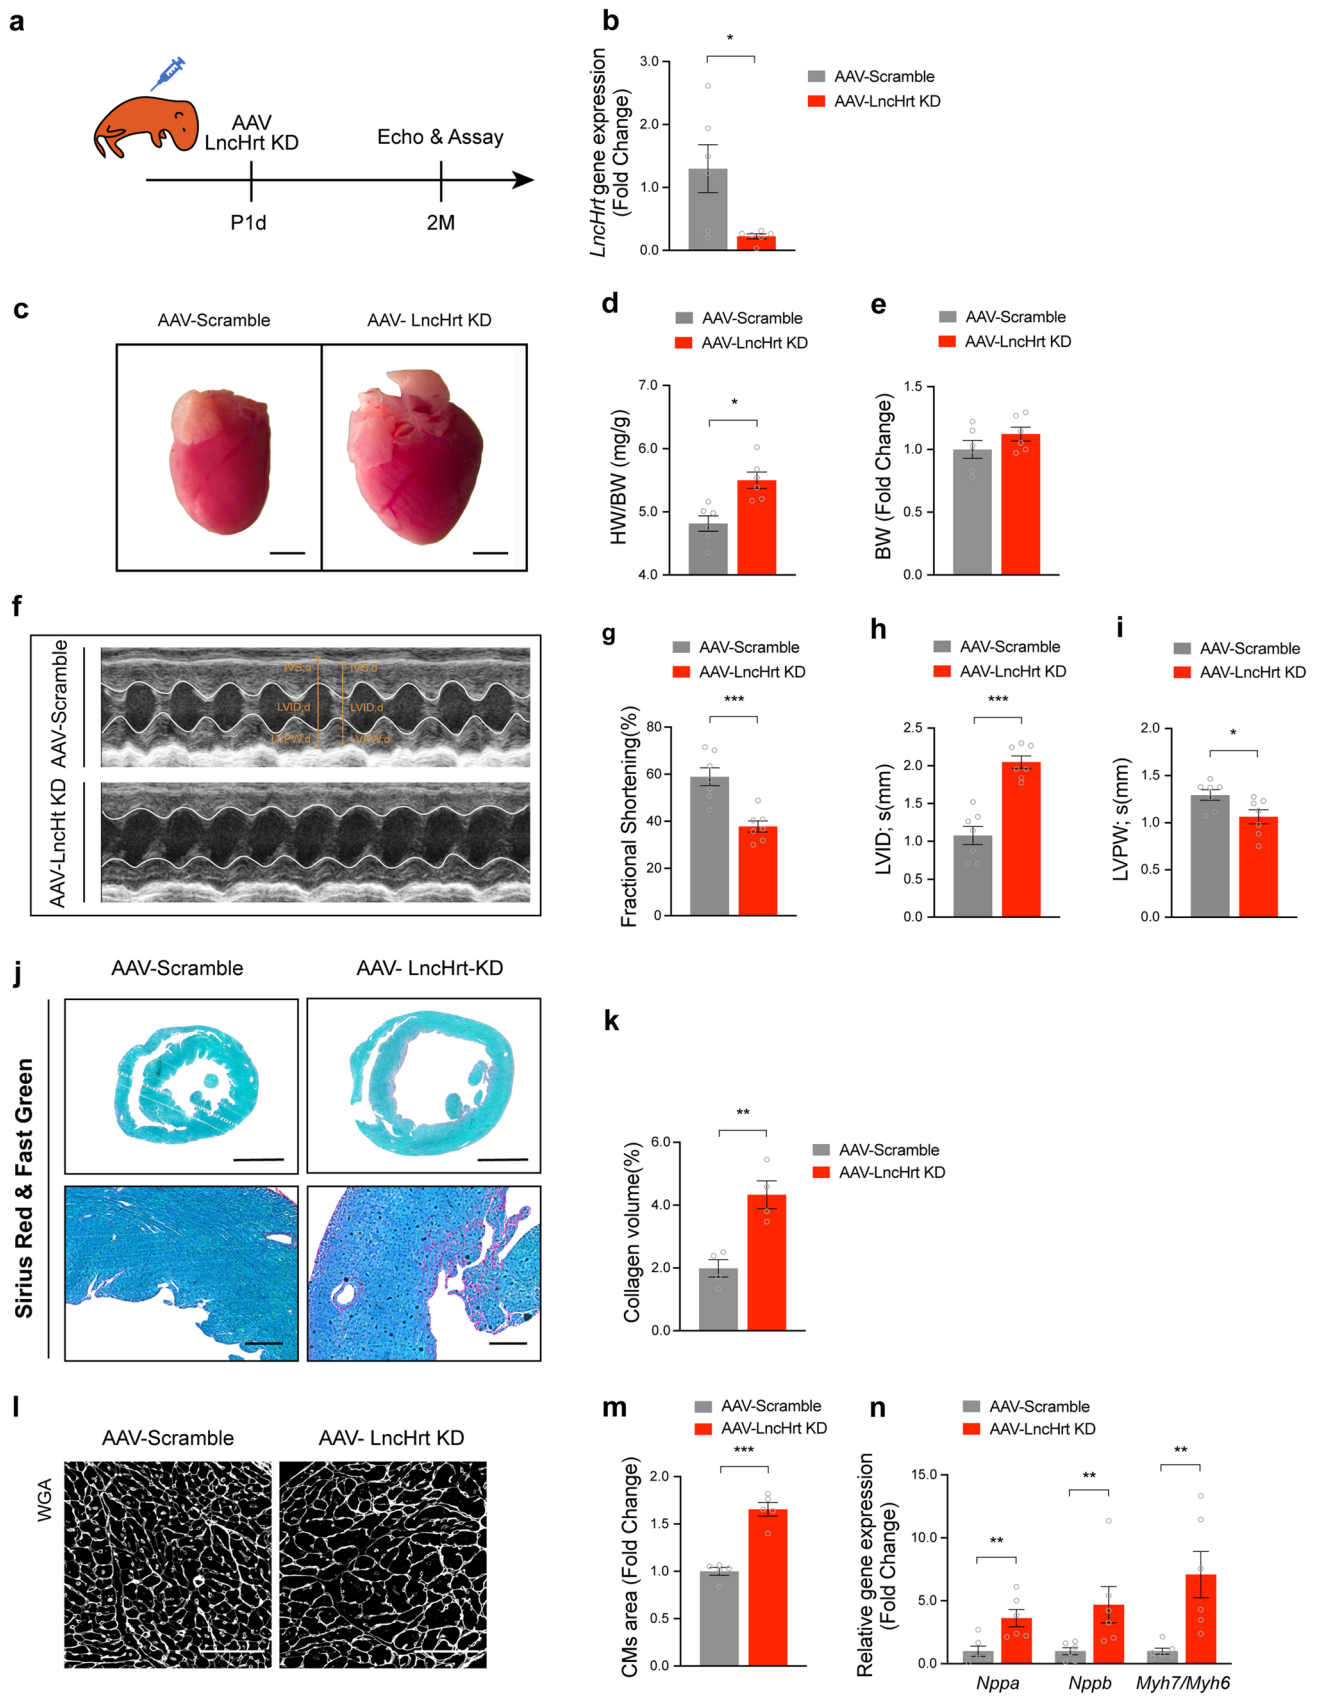 a
AAV
LncHrt KD
Echo & Assay
P1d
2M
b
*
LncHrt gene expression
(Fold Change)
3.0
2.0
1.0
0.0
AAV-Scramble
AAV-LncHrt KD
c
AAV-Scramble
AAV- LncHrt KD
d
AAV-Scramble
AAV-LncHrt KD
HW/BW (mg/g)
7.0
6.0
5.0
4.0
*
e
AAV-Scramble
AAV-LncHrt KD
BW (Fold Change)
1.5
1.0
0.5
0.0
f
AAV-Scramble
IVS.d
IVS.d
LVID.d
LVID.d
LVPW.d
LVPW.d
AAV-LncHt KD
g
AAV-Scramble
AAV-LncHrt KD
***
Fractional Shortening(%)
80
60
40
20
0
h
AAV-Scramble
AAV-LncHrt KD
***
LVID; s(mm)
2.5
2.0
1.5
1.0
0.5
0.0
i
AAV-Scramble
AAV-LncHrt KD
*
LVPW; s(mm)
2.0
1.5
1.0
0.5
0.0
j
AAV-Scramble
AAV- LncHrt-KD
Sirius Red & Fast Green
k
**
Collagen volume(%)
6.0
4.0
2.0
0.0
AAV-Scramble
AAV-LncHrt KD
l
AAV-Scramble
AAV- LncHrt KD
WGA
m
AAV-Scramble
AAV-LncHrt KD
***
CMs area (Fold Change)
2.0
1.5
1.0
0.5
0.0
n
AAV-Scramble
AAV-LncHrt KD
Relative gene expression
(Fold Change)
15.0
10.0
5.0
0.0
**
**
**
Nppa
Nppb
Myh7/Myh6